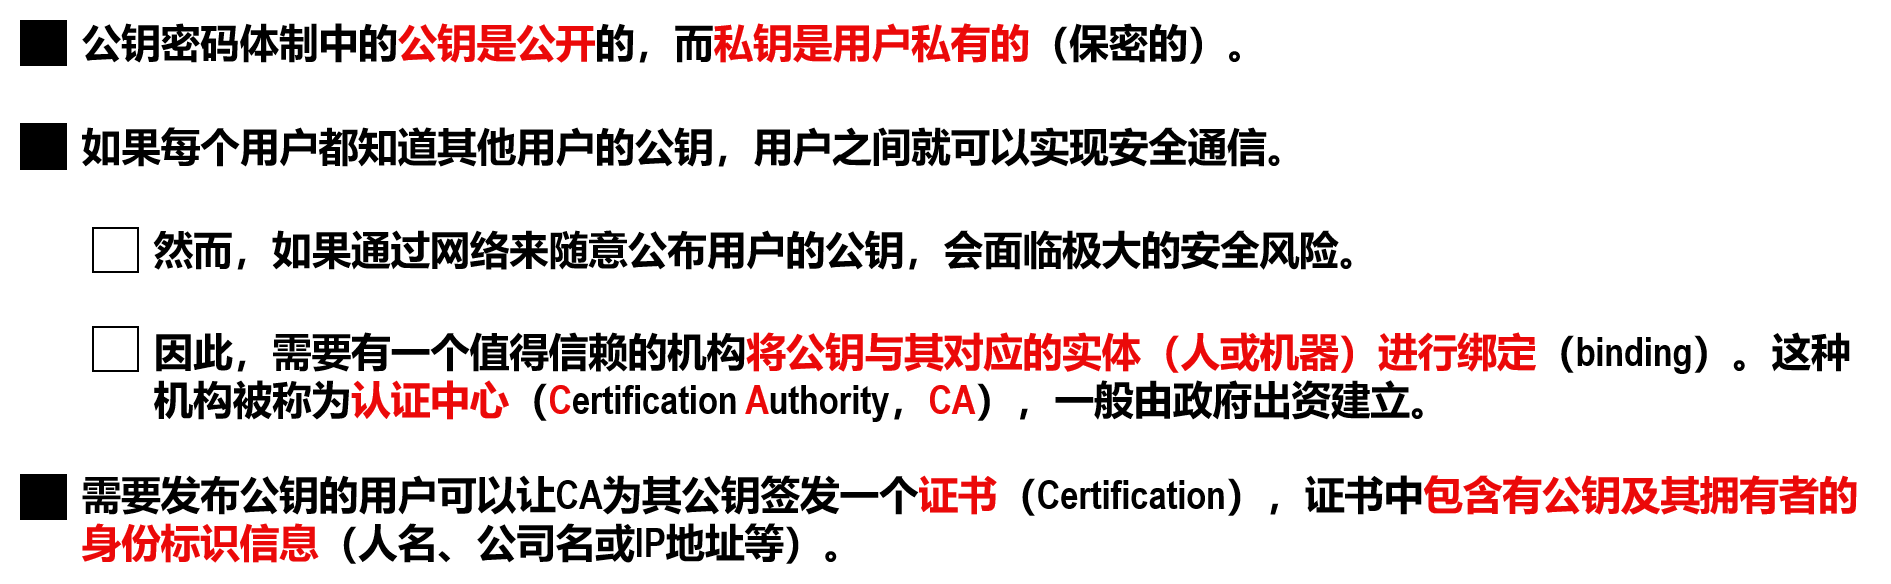 公钥密码体制中的公钥是公开的，而私钥是用户私有的（保密的）。
如果每个用户都知道其他用户的公钥，用户之间就可以实现安全通信。
然而，如果通过网络来随意公布用户的公钥，会面临极大的安全风险。
因此，需要有一个值得信赖的机构将公钥与其对应的实体（人或机器）进行绑定（binding）。这种
机构被称为认证中心（Certification Authority，CA），一般由政府出资建立。
需要发布公钥的用户可以让CA为其公钥签发一个证书（Certification），证书中包含有公钥及其拥有者的
身份标识信息（人名、公司名或IP地址等）。